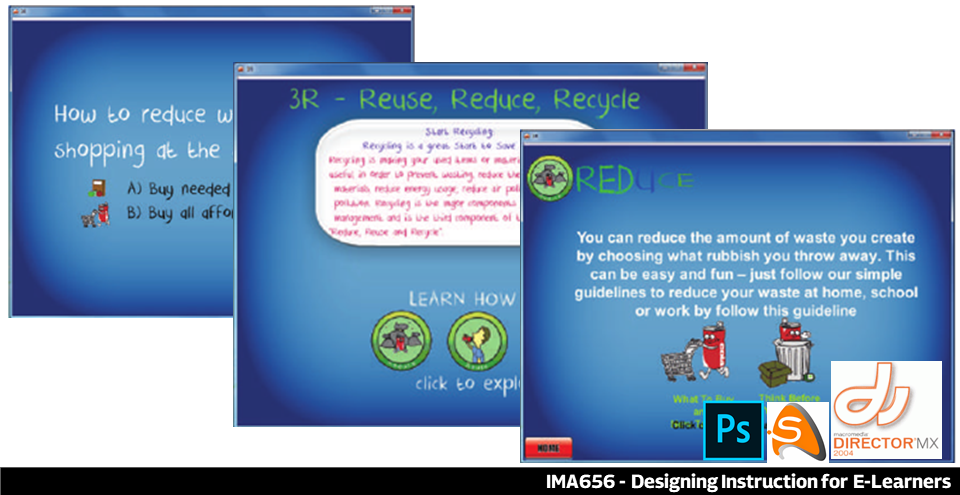 How to reduce w
shopping at the
A) Buy needed
B) Buy all affor
3R - Reuse, Reduce, Recycle
Start Recycling
Recycling is a great Start to Save
Recycling is making your used items or materi
useful in order to prevent wasting, reduce the
materials, reduce energy usage, reduce air pol
pollution. Recycling is the major components
management and is the third component of t
"Reduce, Reuse and Recycle".
LEARN HOW
click to expl
REDUCE
You can reduce the amount of waste you create
by choosing what rubbish you throw away. This
can be easy and fun – just follow our simple
guidelines to reduce your waste at home, school
or work by follow this guideline
What To Buy
Think Before
HOME
Ps
S
macromedia
DIRECTOR MX
2004
IMA656 - Designing Instruction for E-Learners